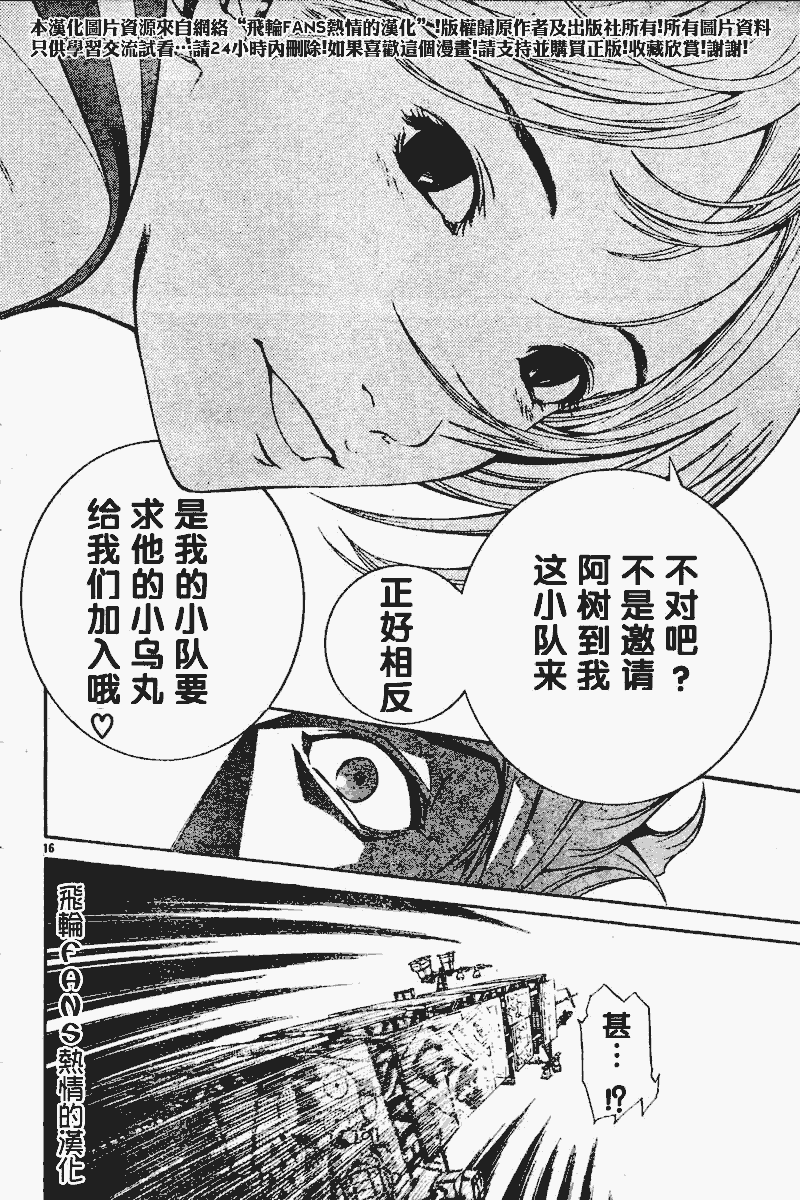 本漢化圖片資源來自網絡“飛輪FANS熱情的漢化”!版權歸原作者及出版社所有!所有圖片資料
只供學習交流試看…請24小時內刪除!如果喜歡這個漫畫!請支持並購買正版!收藏欣賞!謝謝!
不对吧?
不是邀请
阿树到我
这小队来
正好相反
是我的小队要
求他的小乌丸
给我们加入哦♡
16
甚…!?
飛輪FANS熱情的漢化